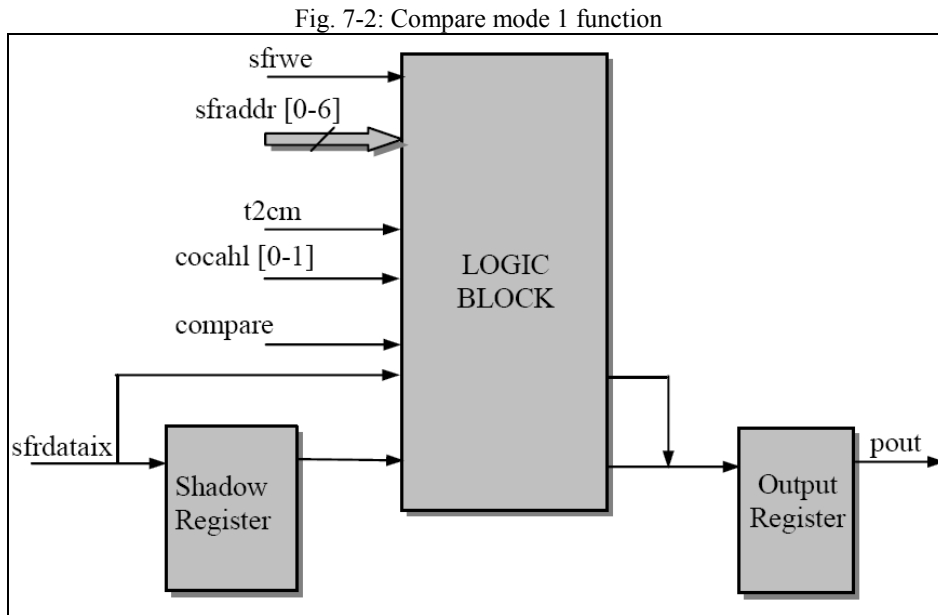 Fig. 7-2: Compare mode 1 function
sfrwe
sfraddr [0-6]
t2cm
cocahl [0-1]
compare
LOGIC
BLOCK
sfrdataix
Shadow
Register
Output
Register
pout